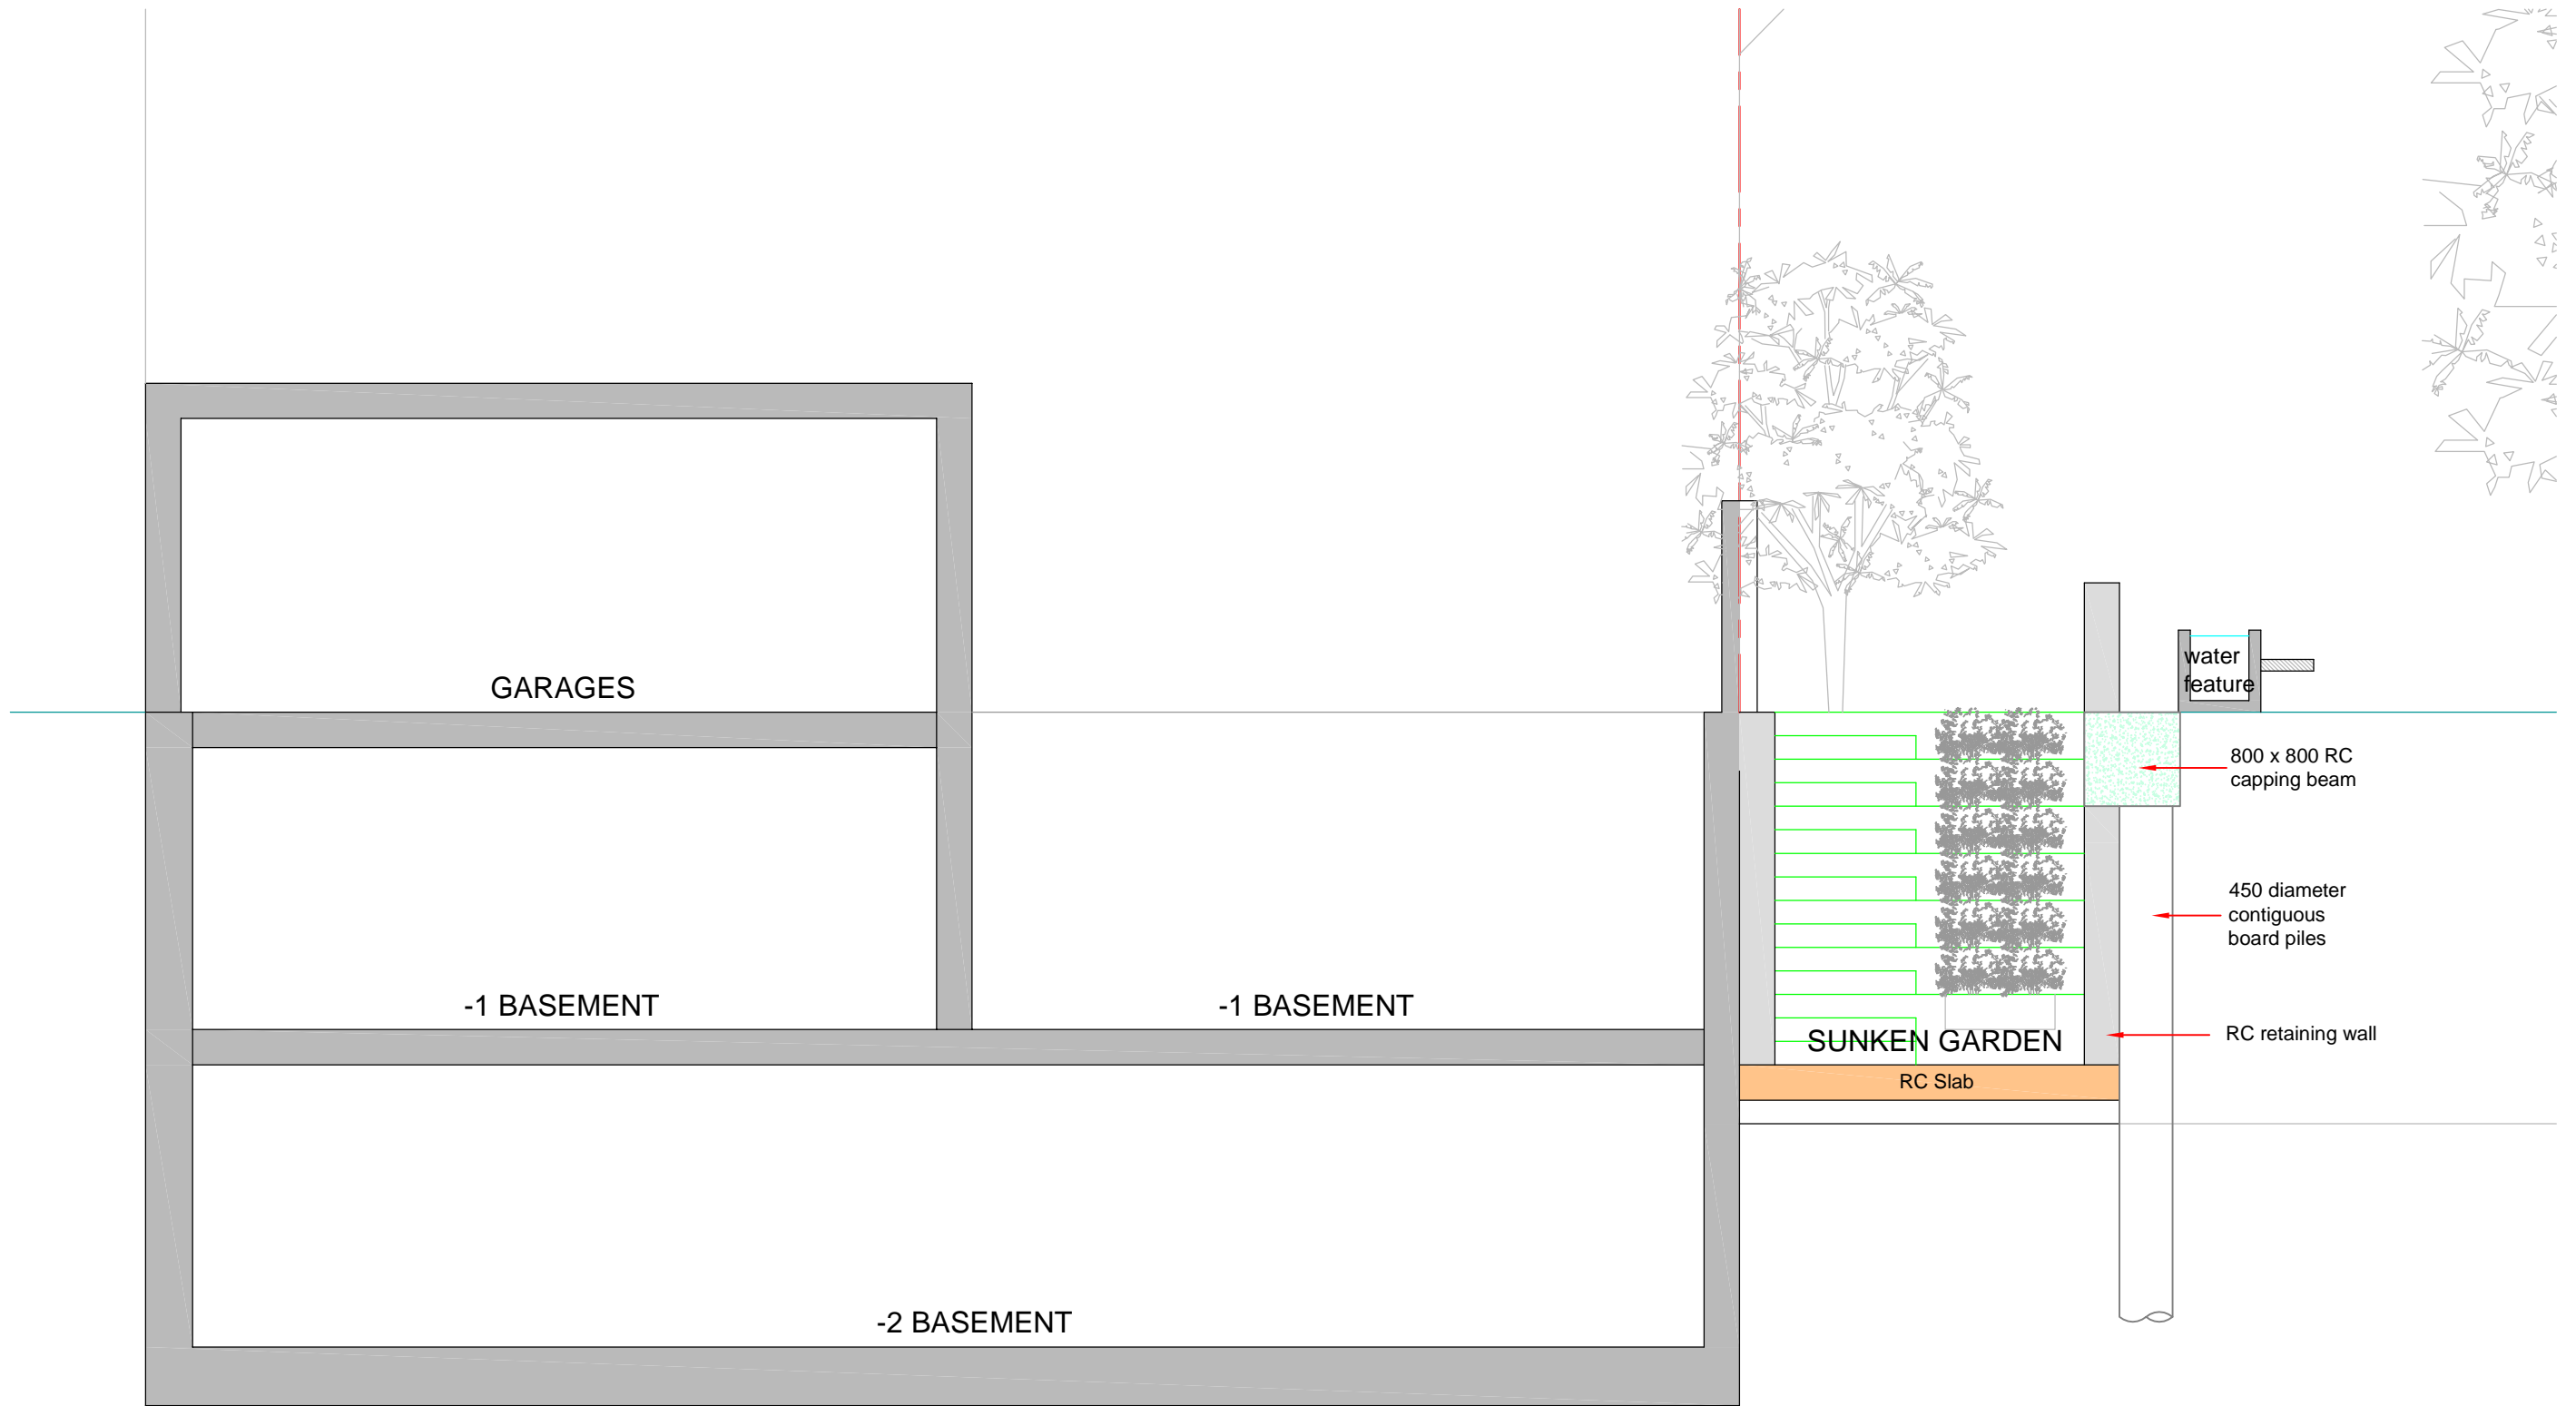 water
feature
GARAGES
800 x 800 RC
capping beam
450 diameter
contiguous
board piles
-1 BASEMENT
-1 BASEMENT
SUNKEN GARDEN
RC retaining wall
RC Slab
-2 BASEMENT